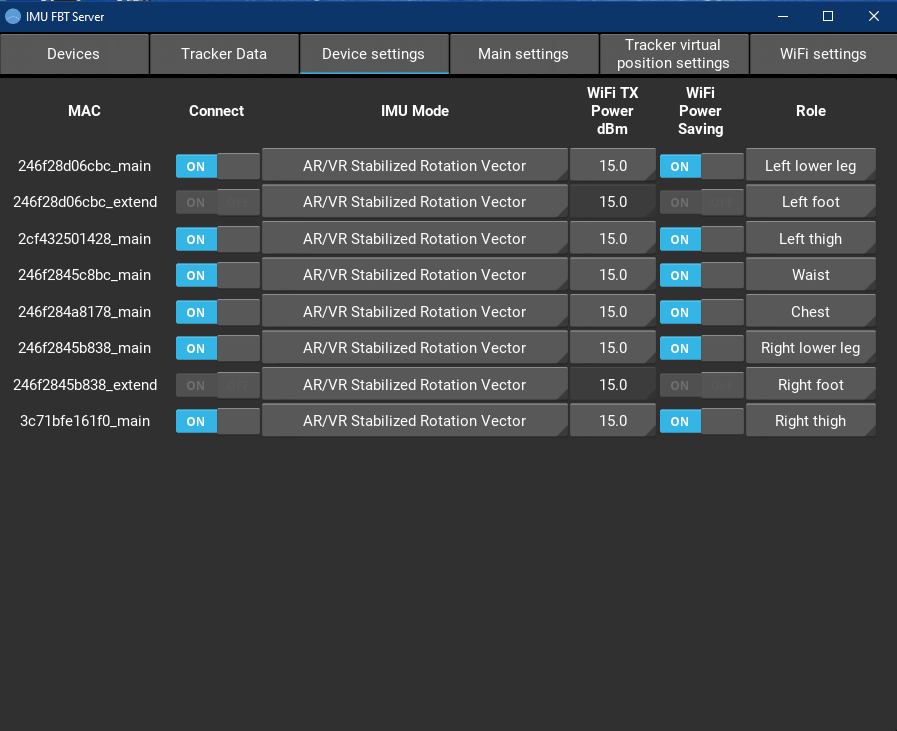 IMU FBT Server
Devices Tracker Data Device settings Main settings Tracker virtual position settings WiFi settings
MAC Connect IMU Mode WiFi TX Power dBm WiFi Power Saving Role
246f28d06cbc_main ON AR/VR Stabilized Rotation Vector 15.0 ON Left lower leg
246f28d06cbc_extend ON OFF AR/VR Stabilized Rotation Vector 15.0 ON OFF Left foot
2cf432501428_main ON AR/VR Stabilized Rotation Vector 15.0 ON Left thigh
246f2845c8bc_main ON AR/VR Stabilized Rotation Vector 15.0 ON Waist
246f284a8178_main ON AR/VR Stabilized Rotation Vector 15.0 ON Chest
246f2845b838_main ON AR/VR Stabilized Rotation Vector 15.0 ON Right lower leg
246f2845b838_extend ON OFF AR/VR Stabilized Rotation Vector 15.0 ON OFF Right foot
3c71bfe161f0_main ON AR/VR Stabilized Rotation Vector 15.0 ON Right thigh